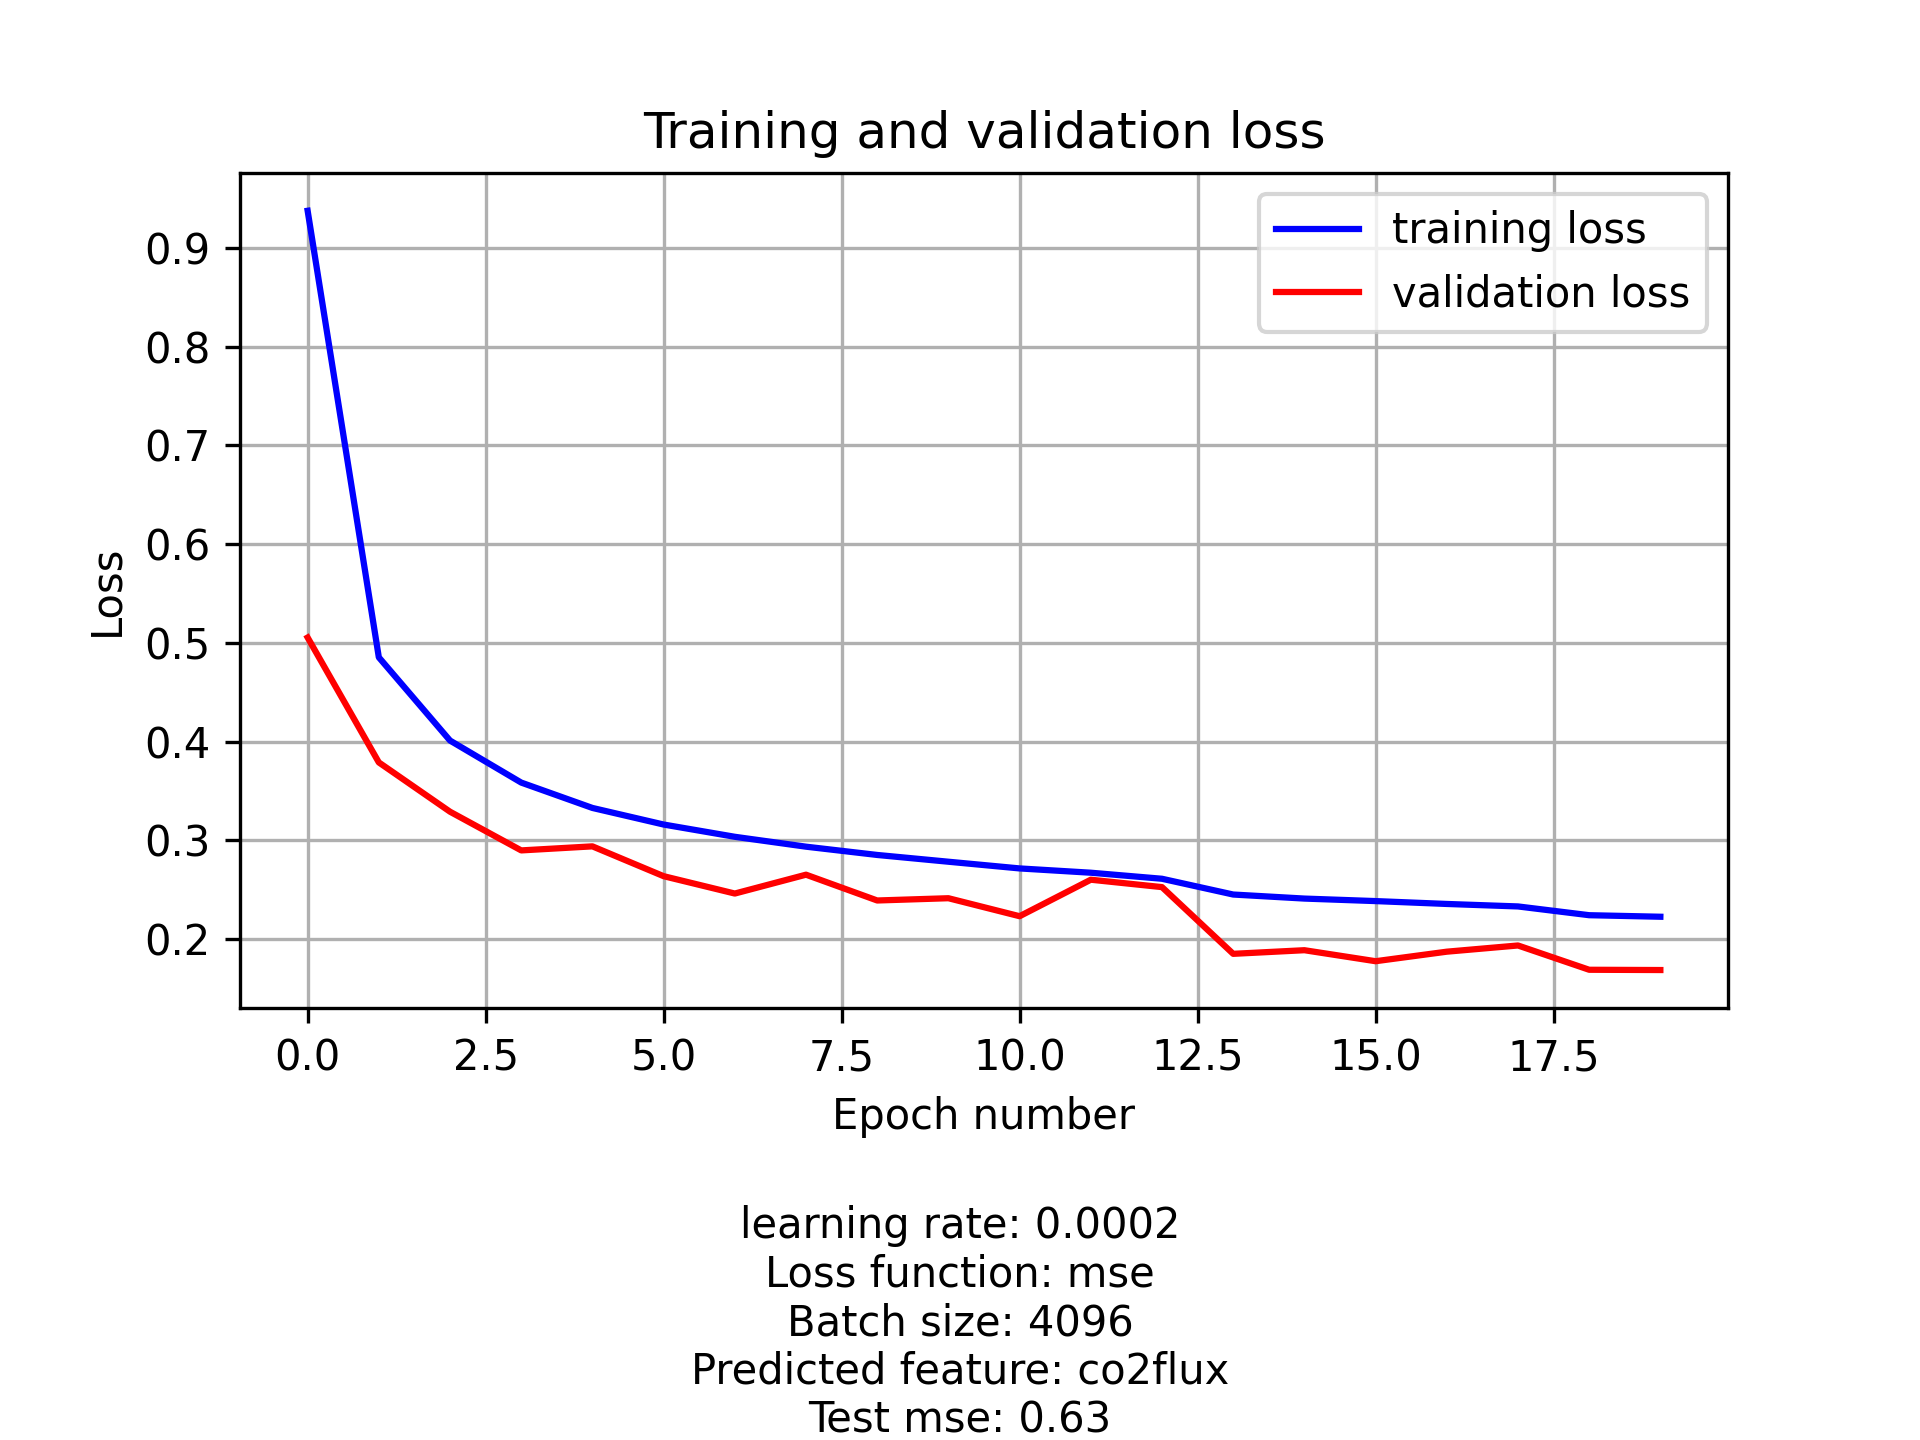 Training and validation loss
training loss
validation loss
Loss
0.9
0.8
0.7
0.6
0.5
0.4
0.3
0.2
0.0 2.5 5.0 7.5 10.0 12.5 15.0 17.5
Epoch number
learning rate: 0.0002
Loss function: mse
Batch size: 4096
Predicted feature: co2flux
Test mse: 0.63